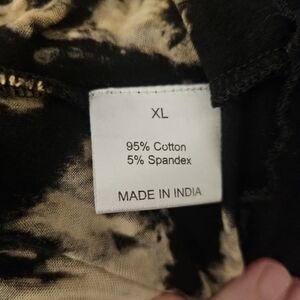 XL
95% Cotton
5% Spandex
MADE IN INDIA